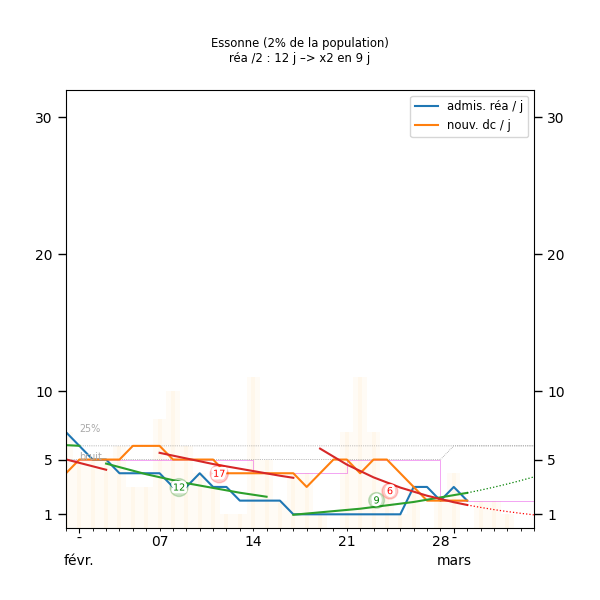 Essonne (2% de la population)
réa /2 : 12 j –> x2 en 9 j
admis. réa / j
nouv. dc / j
30 30
20 20
10 10
25%
bruit
5 5
17
12
6
9
1 1
- 07 14 21 28 -
févr. mars